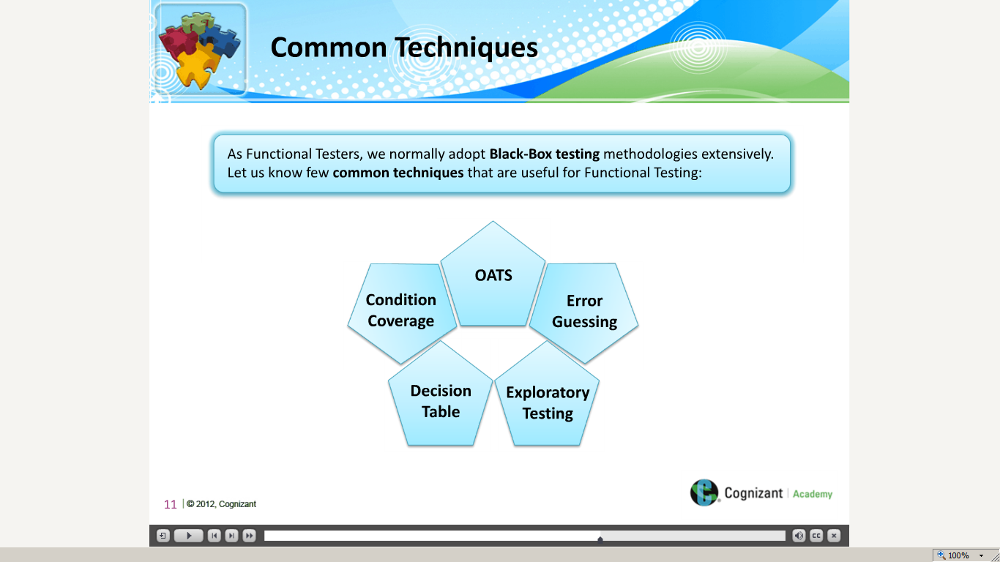 Common Techniques
As Functional Testers, we normally adopt Black-Box testing methodologies extensively.
Let us know few common techniques that are useful for Functional Testing:
OATS
Condition
Coverage
Error
Guessing
Decision
Table
Exploratory
Testing
11 | © 2012, Cognizant
Cognizant | Academy
CC
100%